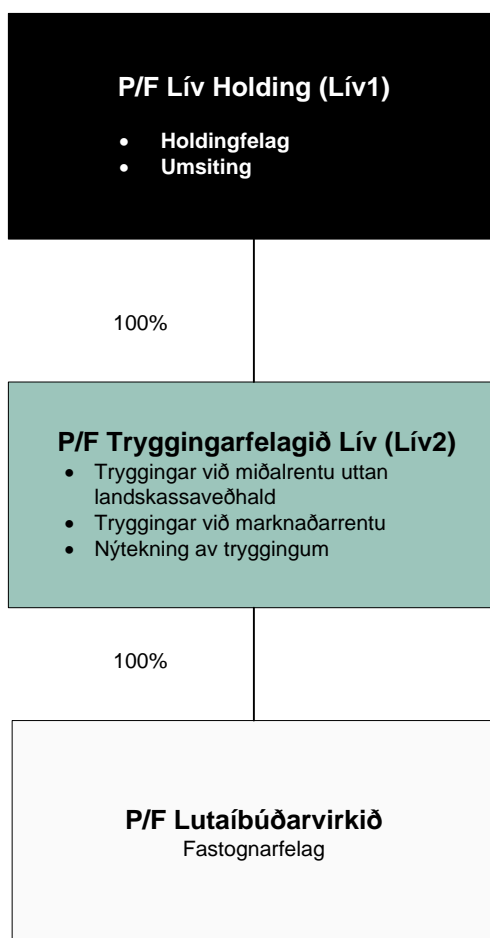 P/F Lív Holding (Lív1)
• Holdingfelag
• Umsiting
100%
P/F Tryggingarfelagið Lív (Lív2)
• Tryggingar við miðalrentu uttan
landskassaveðhald
• Tryggingar við marknaðarrentu
• Nýtekning av tryggingum
100%
P/F Lutaíbúðarvirkið
Fastognarfelag